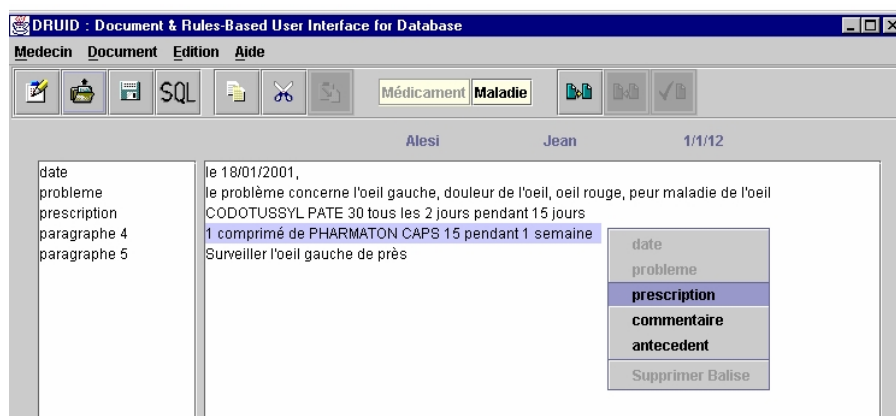 DRUID : Document & Rules-Based User Interface for Database
Medecin Document Edition Aide
SQL Médicament Maladie
Alesi Jean 1/1/12
date
probleme
prescription
paragraphe 4
paragraphe 5
le 18/01/2001,
le problème concerne l'oeil gauche, douleur de l'oeil, oeil rouge, peur maladie de l'oeil
CODOTUSSYL PATE 30 tous les 2 jours pendant 15 jours
1 comprimé de PHARMATON CAPS 15 pendant 1 semaine
Surveiller l'oeil gauche de près
date
probleme
prescription
commentaire
antecedent
Supprimer Balise